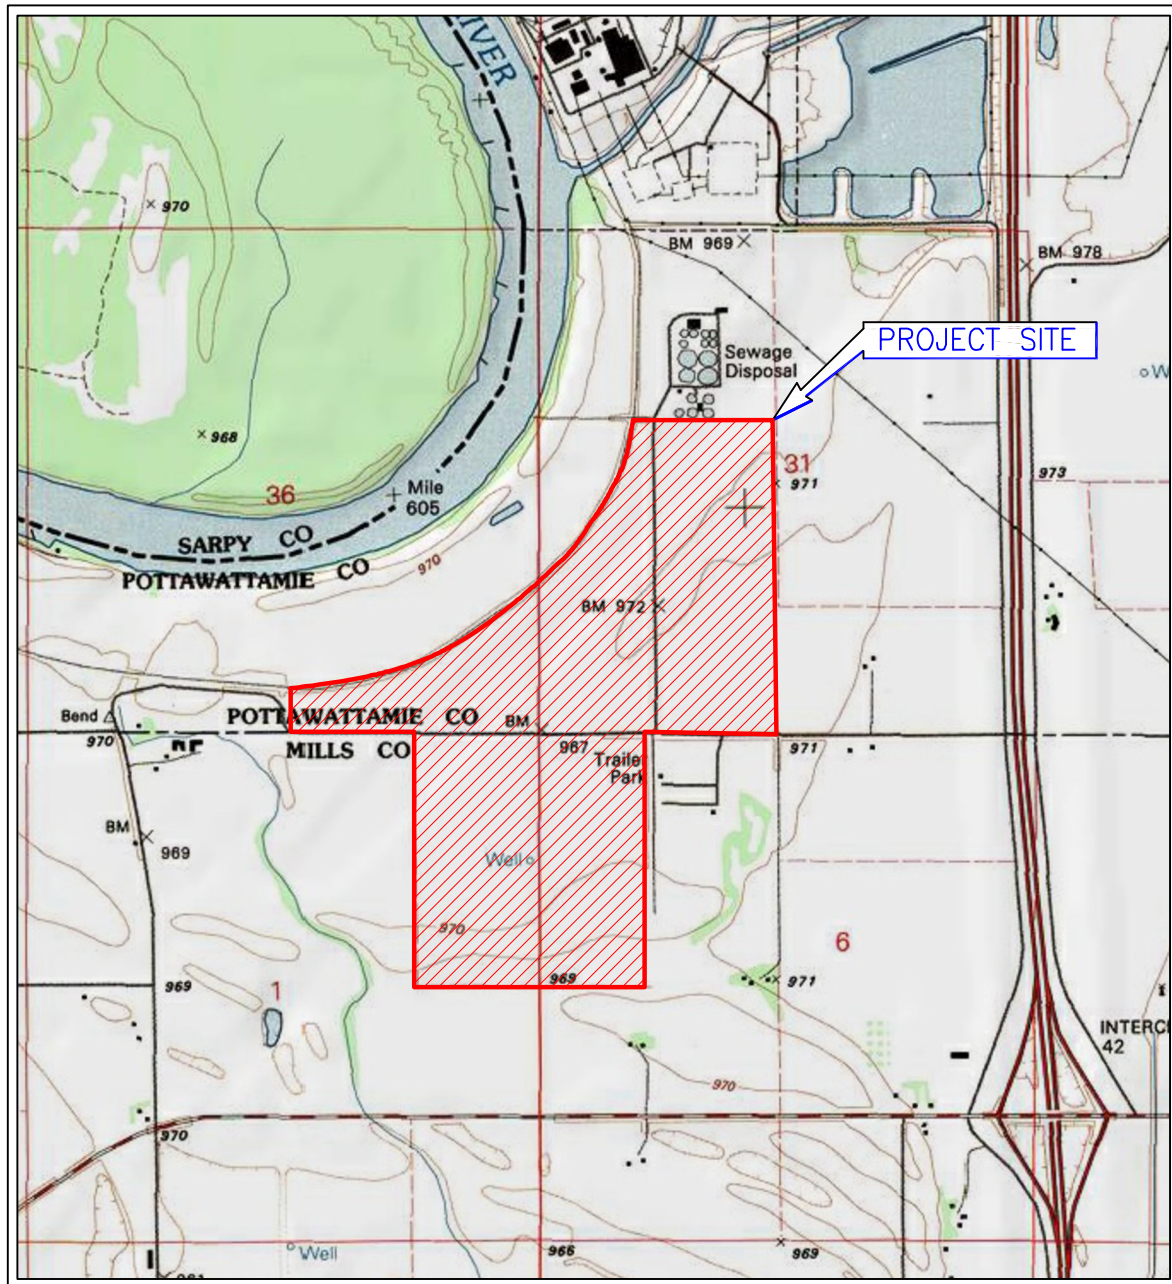 RIVER
970
BM 969
BM 978
PROJECT SITE
Sewage
Disposal
W
968
36
Mile
605
31
971
973
SARPY CO
POTTAWATTAMIE CO
970
BM 972
Bend
970
POTTAWATTAMIE CO
BM
967
971
MILLS CO
Trailer
Park
BM
969
Well
970
6
969
971
969
1
INTERC
42
970
970
Well
966
969
961